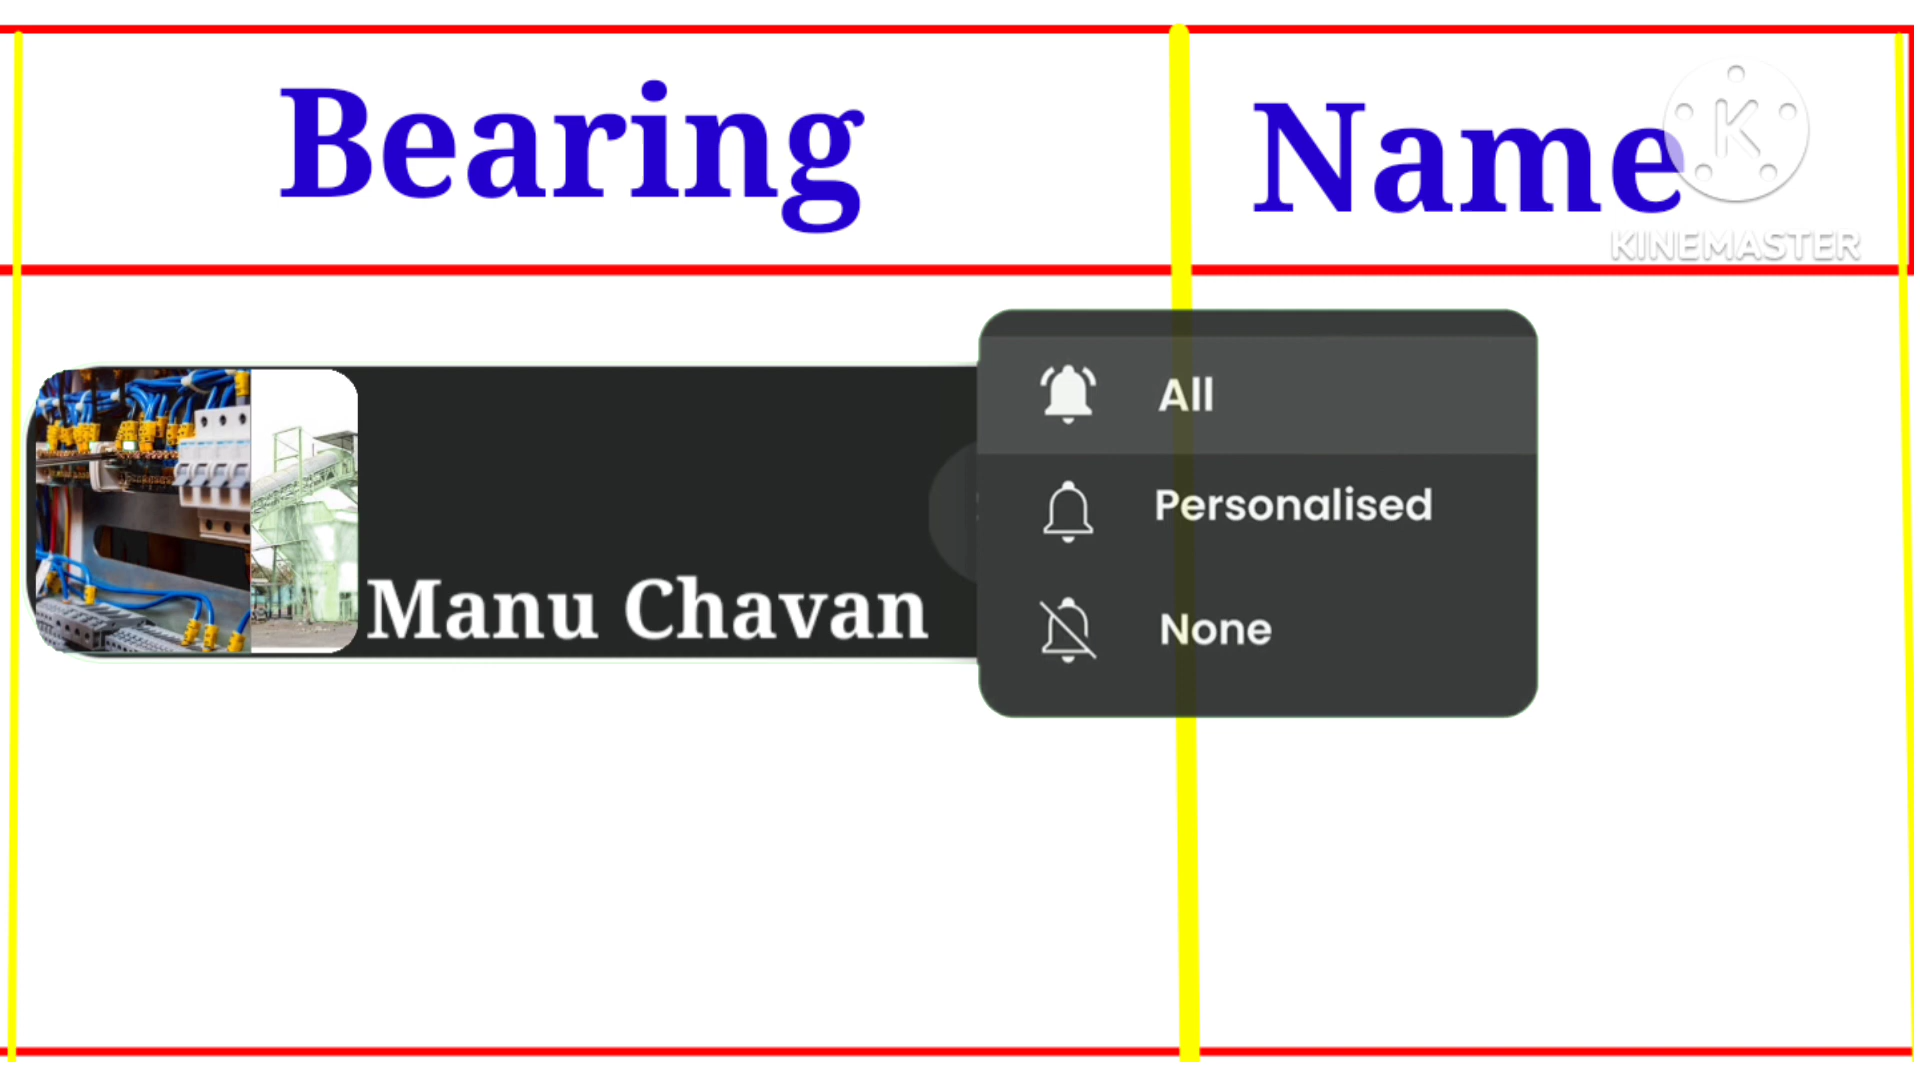 Bearing
Name
K
KINEMASTER
All
Personalised
None
Manu Chavan